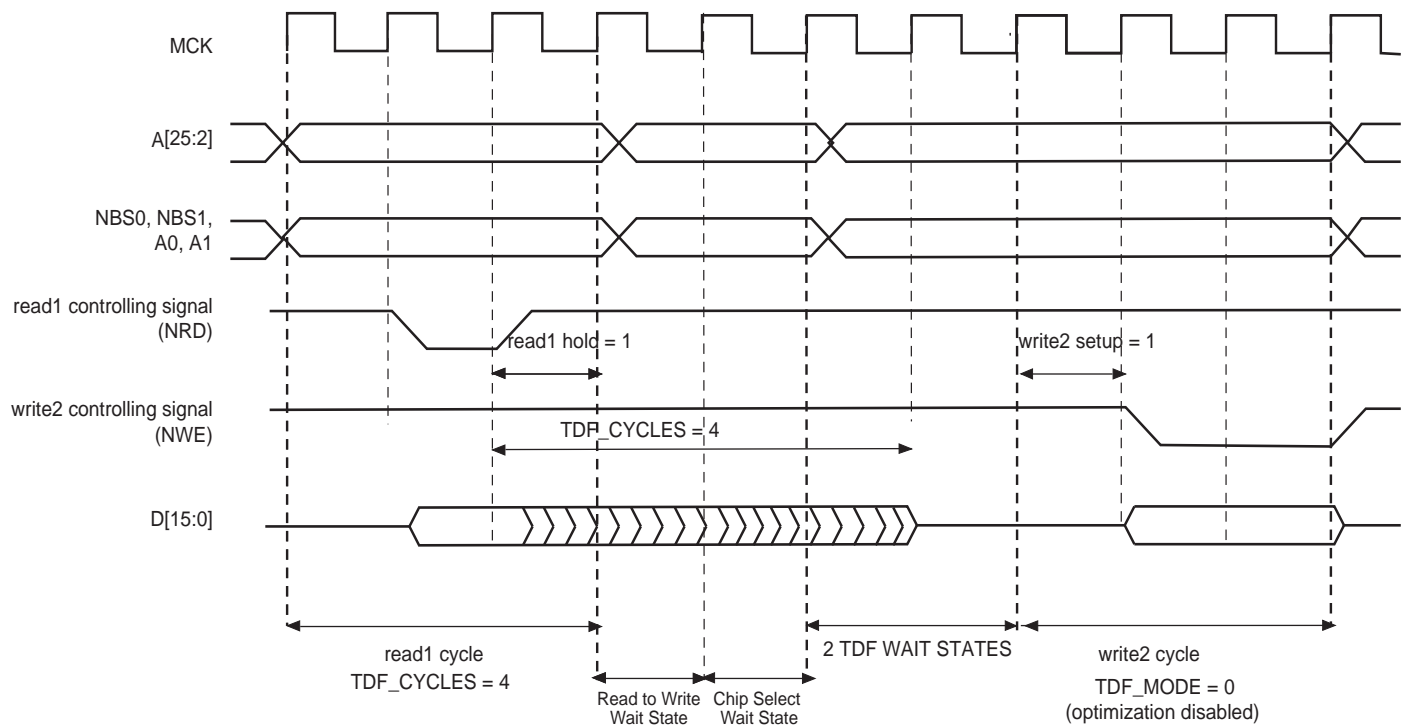 MCK
A[25:2]
NBS0, NBS1,
A0, A1
read1 controlling signal
(NRD)
read1 hold = 1
write2 setup = 1
write2 controlling signal
(NWE)
TDF_CYCLES = 4
D[15:0]
read1 cycle
TDF_CYCLES = 4
Read to Write
Wait State
Chip Select
Wait State
2 TDF WAIT STATES
write2 cycle
TDF_MODE = 0
(optimization disabled)